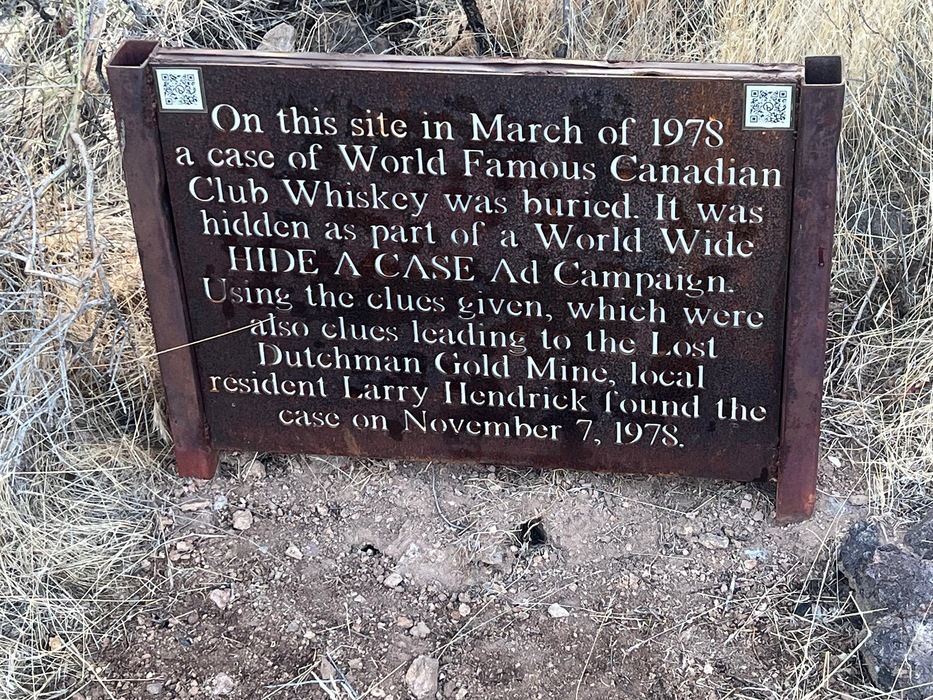 On this site in March of 1978
a case of World Famous Canadian
Club Whiskey was buried. It was
hidden as part of a World Wide
HIDE A CASE Ad Campaign.
Using the clues given, which were
also clues leading to the Lost
Dutchman Gold Mine, local
resident Larry Hendrick found the
case on November 7, 1978.